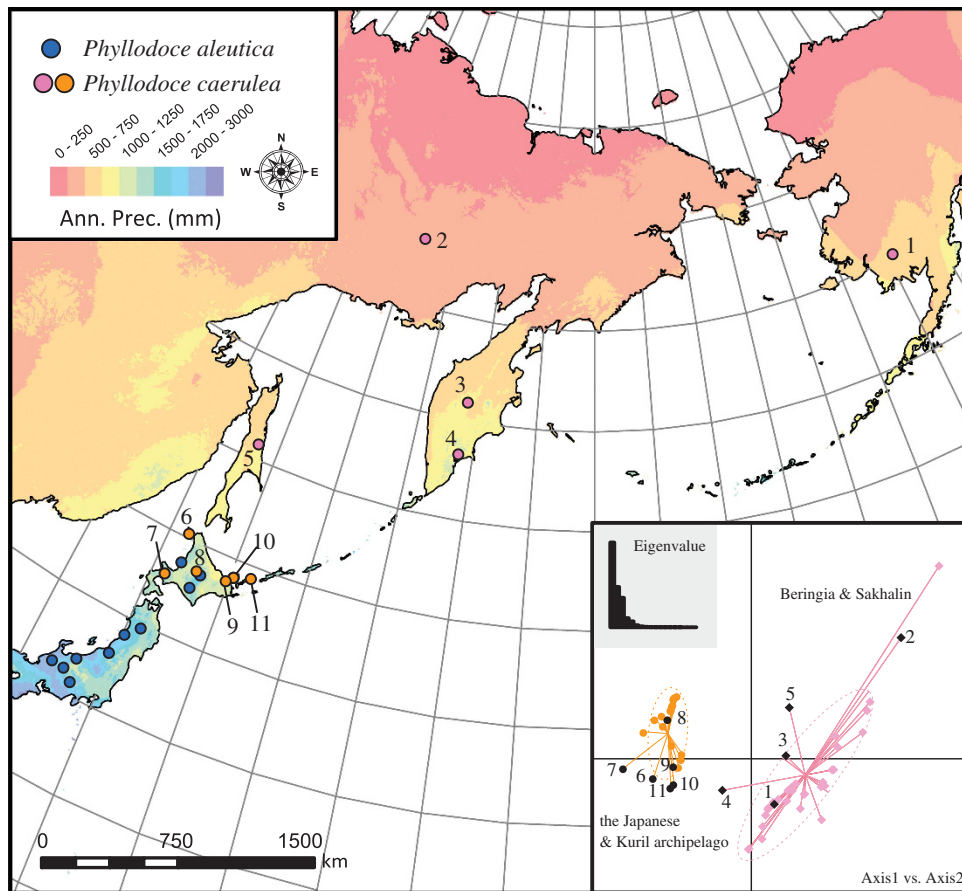 Phyllodoce aleutica
Phyllodoce caerulea
0 - 250
500 - 750
1000 - 1250
1500 - 1750
2000 - 3000
Ann. Prec. (mm)
N
W E
S
1
2
3
4
5
6
7
8
9
10
11
0 750 1500
km
Eigenvalue
Beringia & Sakhalin
2
5
8
3
7
6
9
10
11
4
1
the Japanese
& Kuril archipelago
Axis1 vs. Axis2